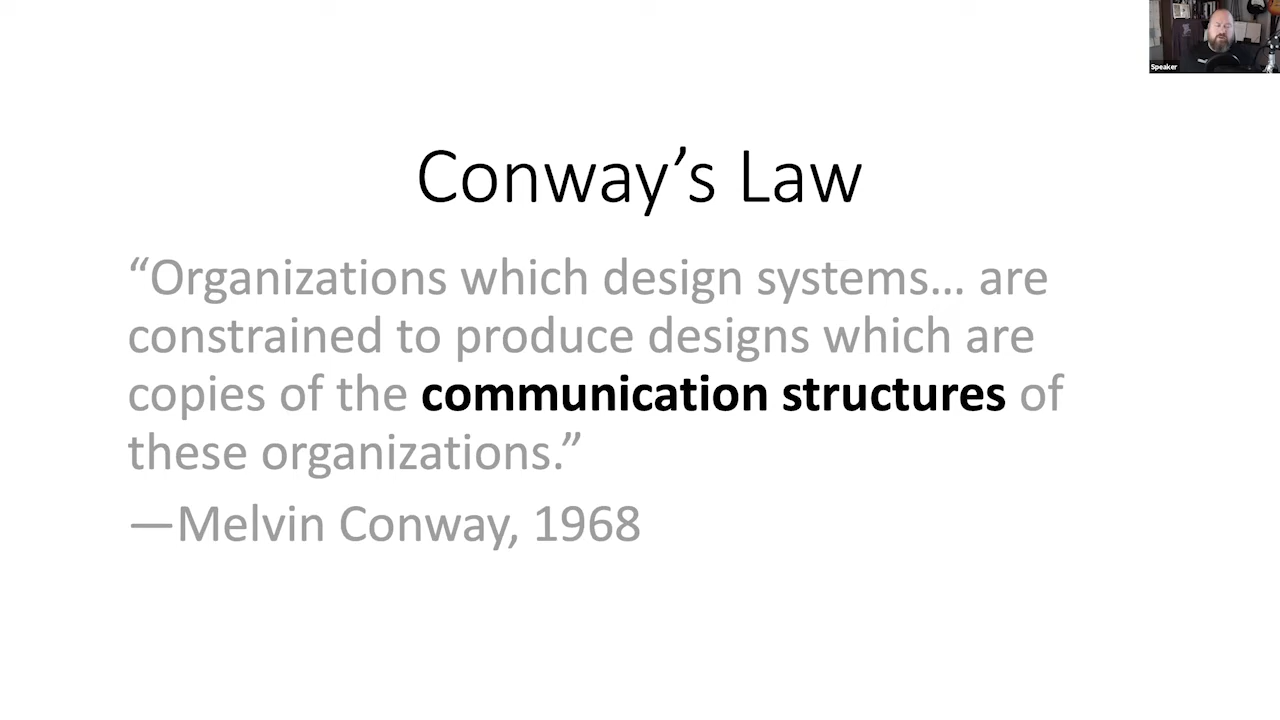 Speaker
Conway’s Law
“Organizations which design systems… are
constrained to produce designs which are
copies of the communication structures of
these organizations.”
—Melvin Conway, 1968